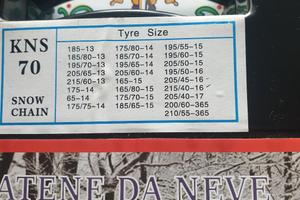 Tyre Size
KNS
70
SNOW
CHAIN
185-13 175/80-14 195/55-15
185/80-13 185/70-14 195/60-15
195/70-13 195/65-14 205/50-15
205/65-13 205/60-14 195/50-16
215/60-13 165-15 205/45-16
175-14 165/80-15 215/40-16
65-14 175/70-15 205/40-17
175/75-14 185/65-15 200/60-365
210/55-365
ATENE DA NEVE